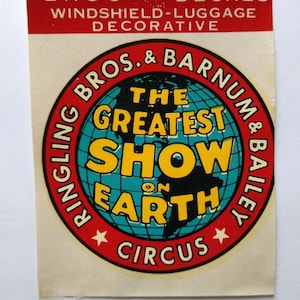 WINDSHIELD-LUGGAGE
DECORATIVE
RINGLING BROS. & BARNUM & BAILEY
THE
GREATEST
SHOW
ON
EARTH
CIRCUS